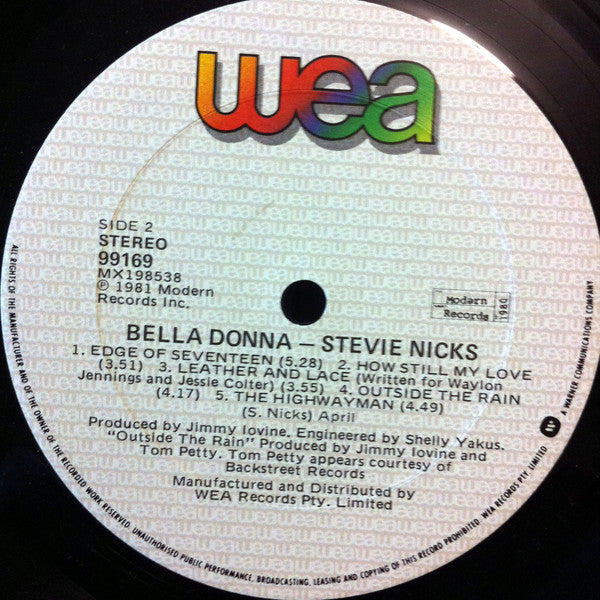 wea
SIDE 2
STEREO
99169
MX198538
℗ 1981 Modern
Records Inc.
Modern
Records
1980
BELLA DONNA – STEVIE NICKS
1. EDGE OF SEVENTEEN (5.28) 2. HOW STILL MY LOVE
(3.51) 3. LEATHER AND LACE (Written for Waylon
Jennings and Jessie Colter) (3.55) 4. OUTSIDE THE RAIN
(4.17) 5. THE HIGHWAYMAN (4.49)
(S. Nicks) April
Produced by Jimmy Iovine. Engineered by Shelly Yakus.
"Outside The Rain" Produced by Jimmy Iovine and
Tom Petty. Tom Petty appears courtesy of
Backstreet Records
Manufactured and Distributed by
WEA Records Pty. Limited
ALL RIGHTS OF THE MANUFACTURER AND OF THE OWNER OF THE RECORDED WORK RESERVED. UNAUTHORISED PUBLIC PERFORMANCE, BROADCASTING, LEASING AND COPYING OF THIS RECORD PROHIBITED. WEA RECORDS PTY. LIMITED A WARNER COMMUNICATIONS COMPANY